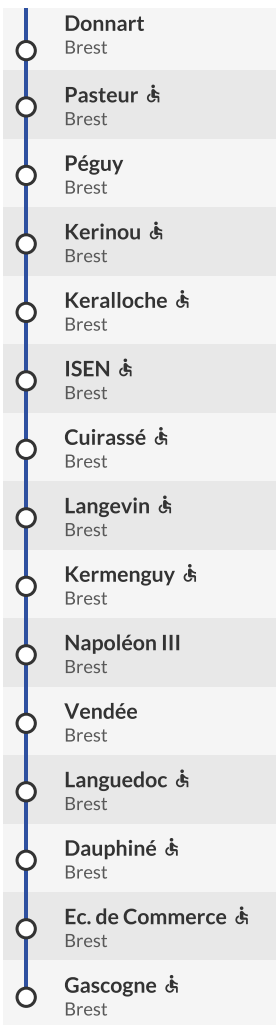 Donnart
Brest
Pasteur
Brest
Péguy
Brest
Kerinou
Brest
Keralloche
Brest
ISEN
Brest
Cuirassé
Brest
Langevin
Brest
Kermenguy
Brest
Napoléon III
Brest
Vendée
Brest
Languedoc
Brest
Dauphiné
Brest
Ec. de Commerce
Brest
Gascogne
Brest